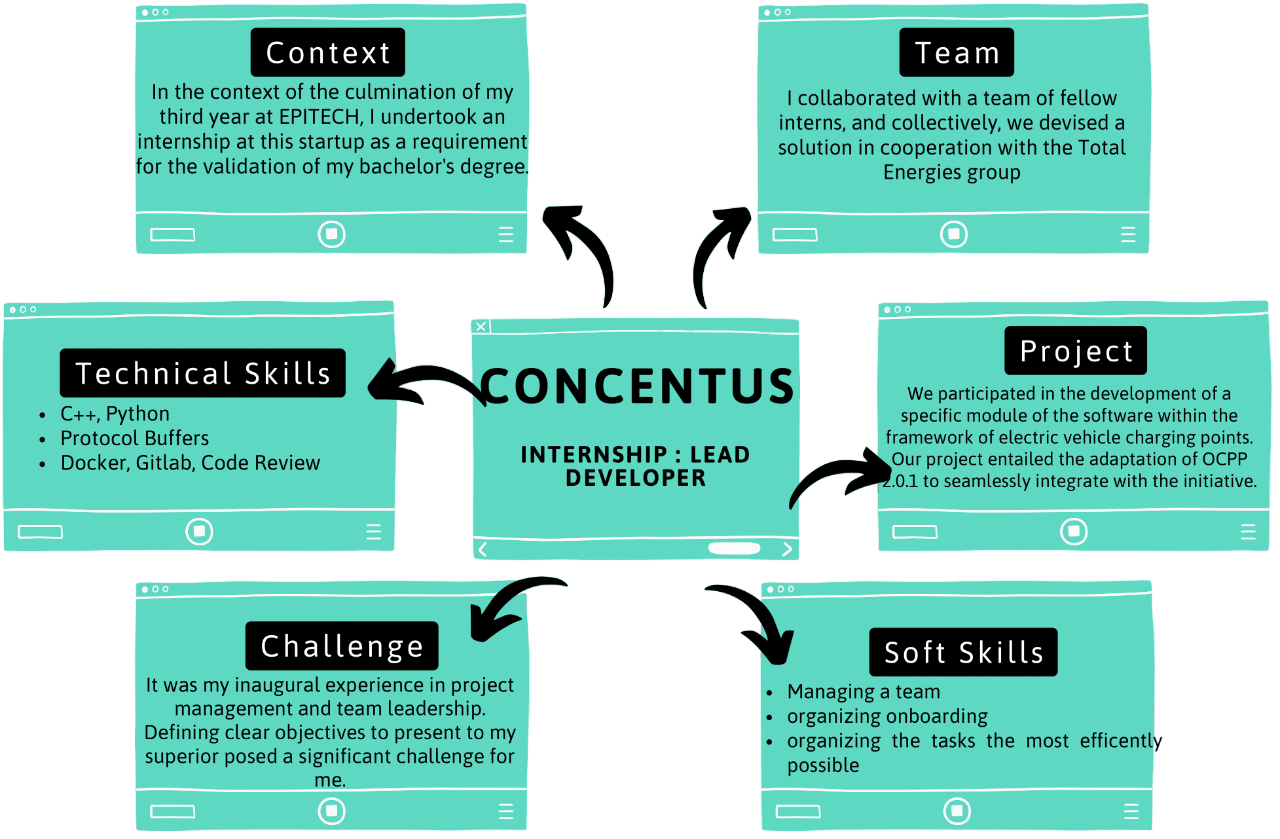 Context
In the context of the culmination of my
third year at EPITECH, I undertook an
internship at this startup as a requirement
for the validation of my bachelor's degree.
Team
I collaborated with a team of fellow
interns, and collectively, we devised a
solution in cooperation with the Total
Energies group
Technical Skills
• C++, Python
• Protocol Buffers
• Docker, Gitlab, Code Review
CONCENTUS
INTERNSHIP : LEAD
DEVELOPER
Project
We participated in the development of a
specific module of the software within the
framework of electric vehicle charging points.
Our project entailed the adaptation of OCPP
2.0.1 to seamlessly integrate with the initiative.
Challenge
It was my inaugural experience in project
management and team leadership.
Defining clear objectives to present to my
superior posed a significant challenge for
me.
Soft Skills
• Managing a team
• organizing onboarding
• organizing the tasks the most efficently
possible